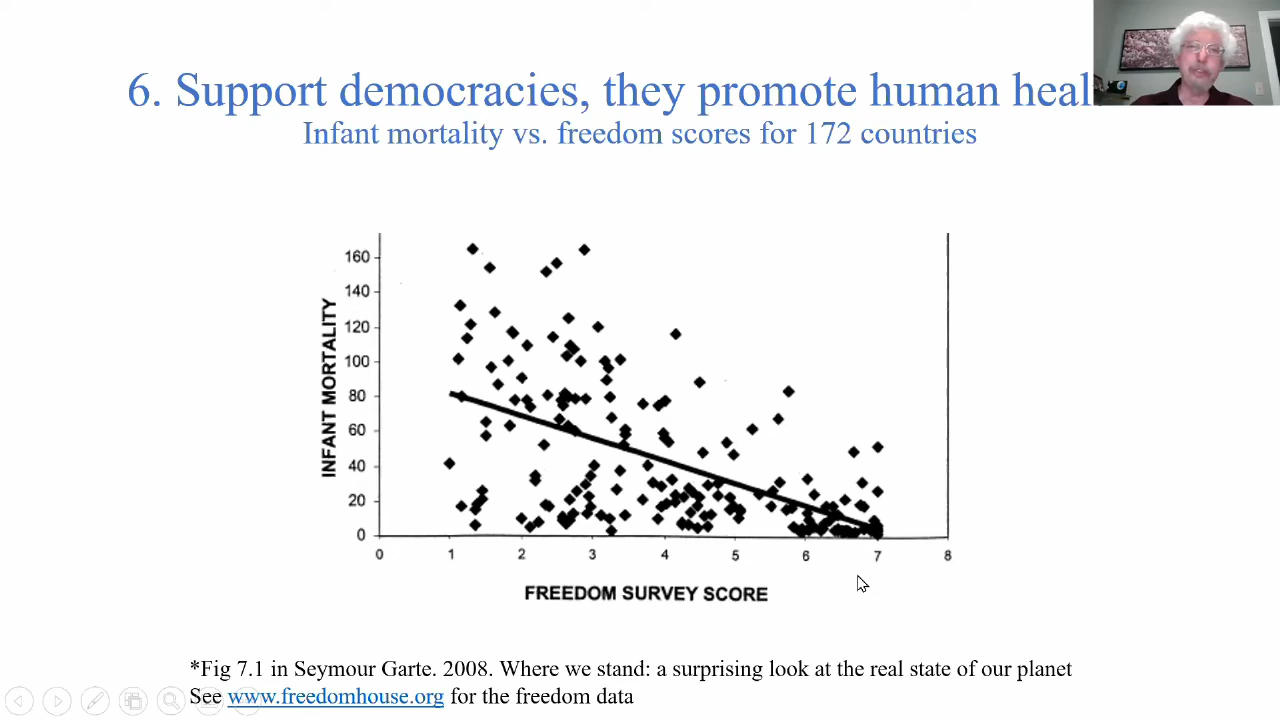 6. Support democracies, they promote human heal
Infant mortality vs. freedom scores for 172 countries
160
140
120
100
80
60
40
20
0
INFANT MORTALITY
0 1 2 3 4 5 6 7 8
FREEDOM SURVEY SCORE
*Fig 7.1 in Seymour Garte. 2008. Where we stand: a surprising look at the real state of our planet
See www.freedomhouse.org for the freedom data